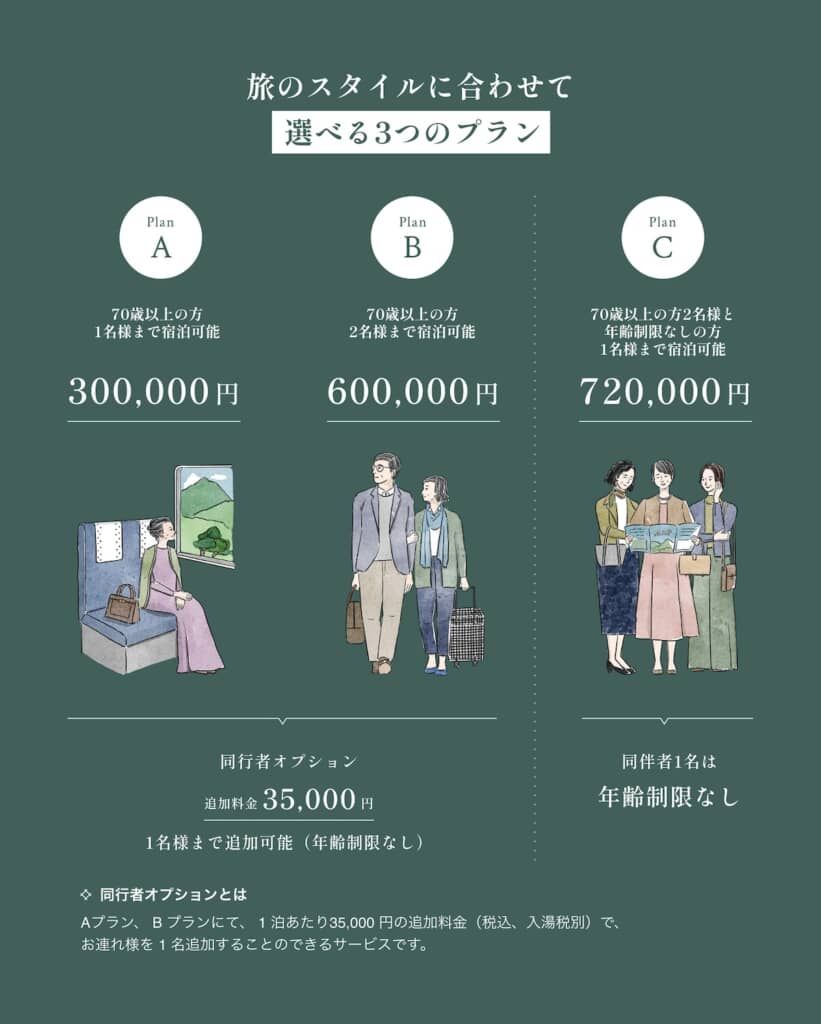 旅のスタイルに合わせて
選べる3つのプラン
Plan
A
70歳以上の方
1名様まで宿泊可能
300,000円
Plan
B
70歳以上の方
2名様まで宿泊可能
600,000円
Plan
C
70歳以上の方2名様と
年齢制限なしの方
1名様まで宿泊可能
720,000円
同行者オプション
追加料金 35,000 円
1名様まで追加可能（年齢制限なし）
同伴者1名は
年齢制限なし
✧ 同行者オプションとは
Aプラン、 B プランにて、 1 泊あたり35,000 円の追加料金（税込、入湯税別）で、
お連れ様を 1 名追加することのできるサービスです。